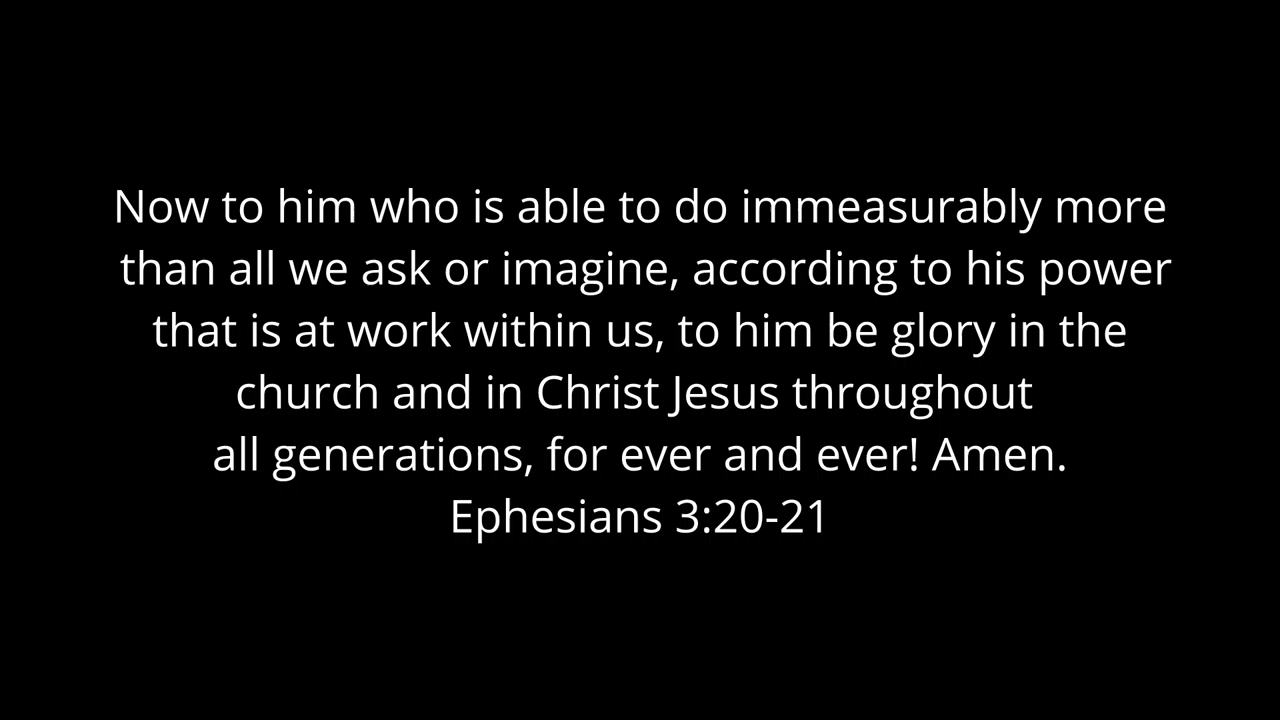 Now to him who is able to do immeasurably more
than all we ask or imagine, according to his power
that is at work within us, to him be glory in the
church and in Christ Jesus throughout
all generations, for ever and ever! Amen.
Ephesians 3:20-21